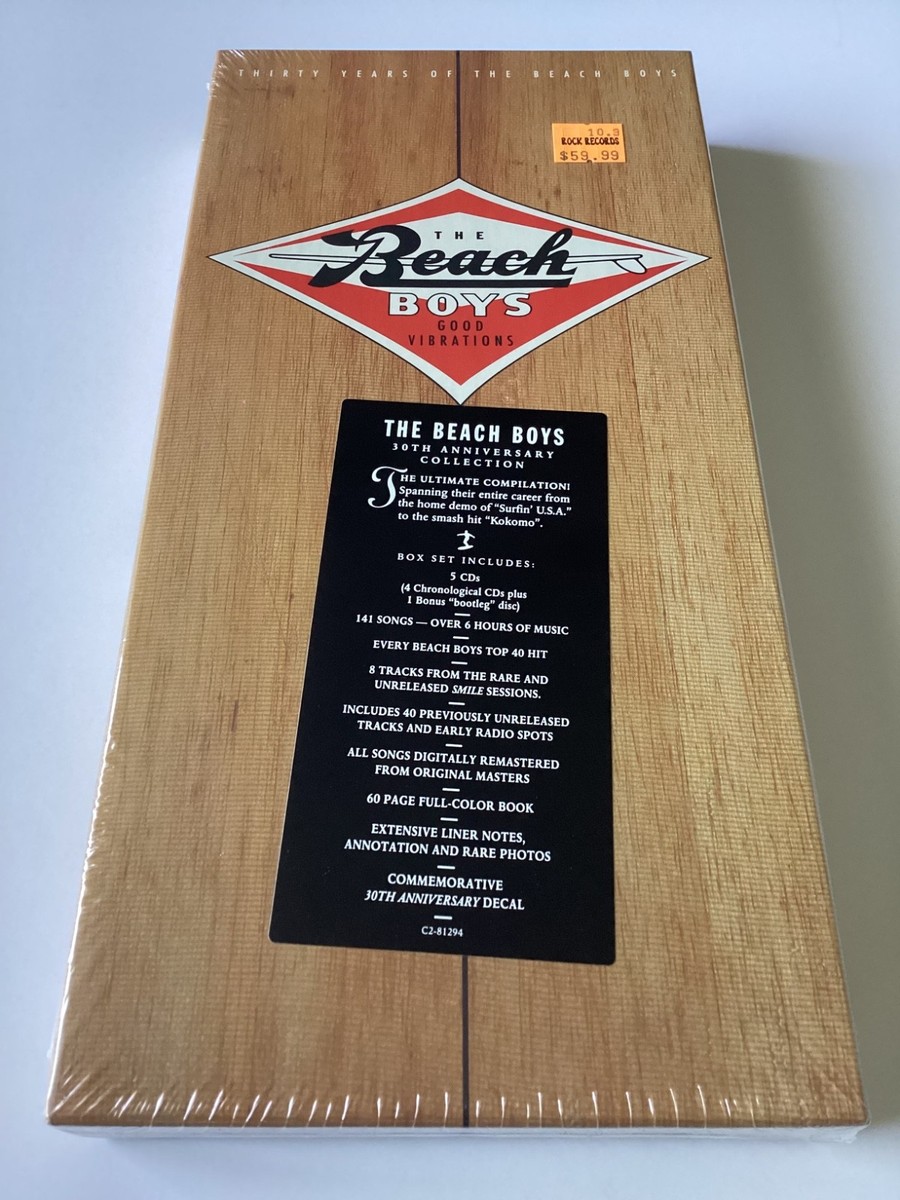 THIRTY YEARS OF THE BEACH BOYS
10.9
ROCK RECORDS
$59.99
THE
Beach
BOYS
GOOD
VIBRATIONS
THE BEACH BOYS
30TH ANNIVERSARY
COLLECTION
THE ULTIMATE COMPILATION!
Spanning their entire career from
the home demo of "Surfin' U.S.A."
to the smash hit "Kokomo".
BOX SET INCLUDES:
5 CDs
(4 Chronological CDs plus
1 Bonus "bootleg" disc)
141 SONGS — OVER 6 HOURS OF MUSIC
EVERY BEACH BOYS TOP 40 HIT
8 TRACKS FROM THE RARE AND
UNRELEASED SMILE SESSIONS.
INCLUDES 40 PREVIOUSLY UNRELEASED
TRACKS AND EARLY RADIO SPOTS
ALL SONGS DIGITALLY REMASTERED
FROM ORIGINAL MASTERS
60 PAGE FULL-COLOR BOOK
EXTENSIVE LINER NOTES,
ANNOTATION AND RARE PHOTOS
COMMEMORATIVE
30TH ANNIVERSARY DECAL
C2-81294